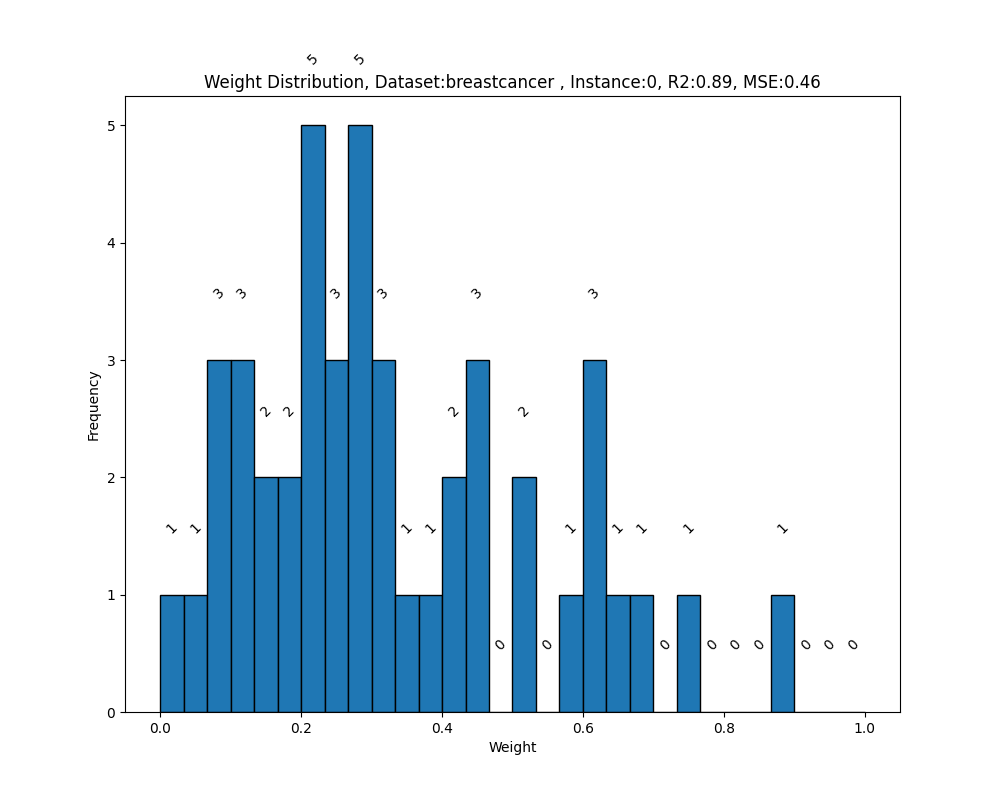 5 5
Weight Distribution, Dataset:breastcancer , Instance:0, R2:0.89, MSE:0.46
5
4
3 3 3 3 3 3
3
2 2 2 2
Frequency
2
1 1 1 1 1 1 1 1 1
1
0 0 0 0 0 0 0 0 0
0
0.0 0.2 0.4 0.6 0.8 1.0
Weight